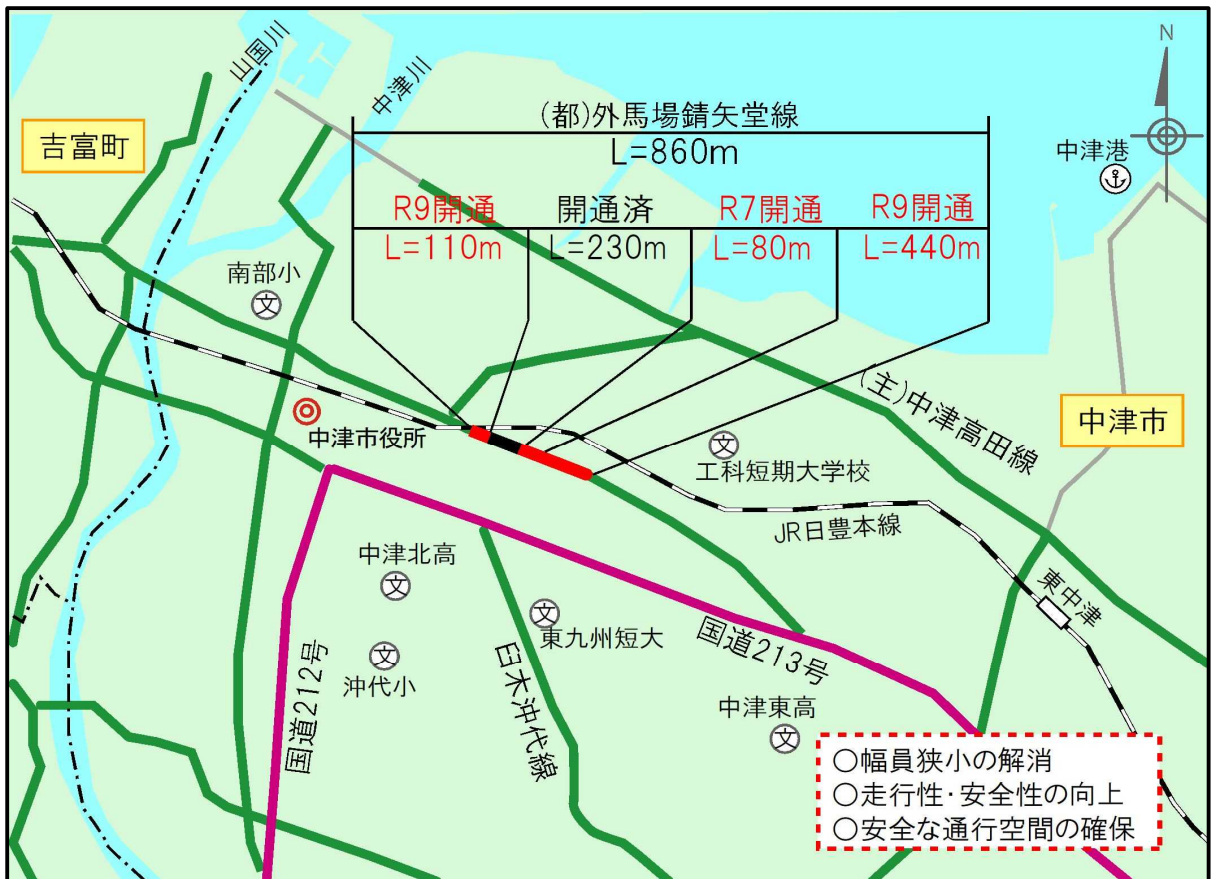 山国川
中津川
N
吉富町
(都)外馬場錆矢堂線
L=860m
中津港
R9開通
開通済
R7開通
R9開通
L=110m
L=230m
L=80m
L=440m
南部小
文
(主)中津高田線
中津市
中津市役所
文
工科短期大学校
JR日豊本線
中津北高
文
東中津
文
東九州短大
国道213号
文
沖代小
臼木沖代線
国道212号
中津東高
文
○幅員狭小の解消
○走行性・安全性の向上
○安全な通行空間の確保